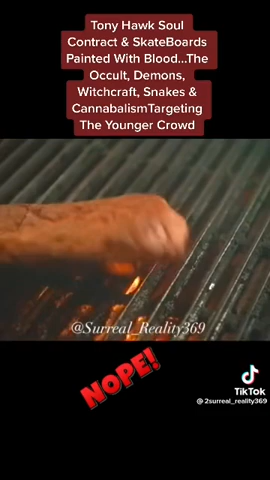 Tony Hawk Soul
Contract & SkateBoards
Painted With Blood...The
Occult, Demons,
Witchcraft, Snakes &
CannabalismTargeting
The Younger Crowd
@Surreal_Reality369
NOPE!
TikTok
@2surreal_reality369